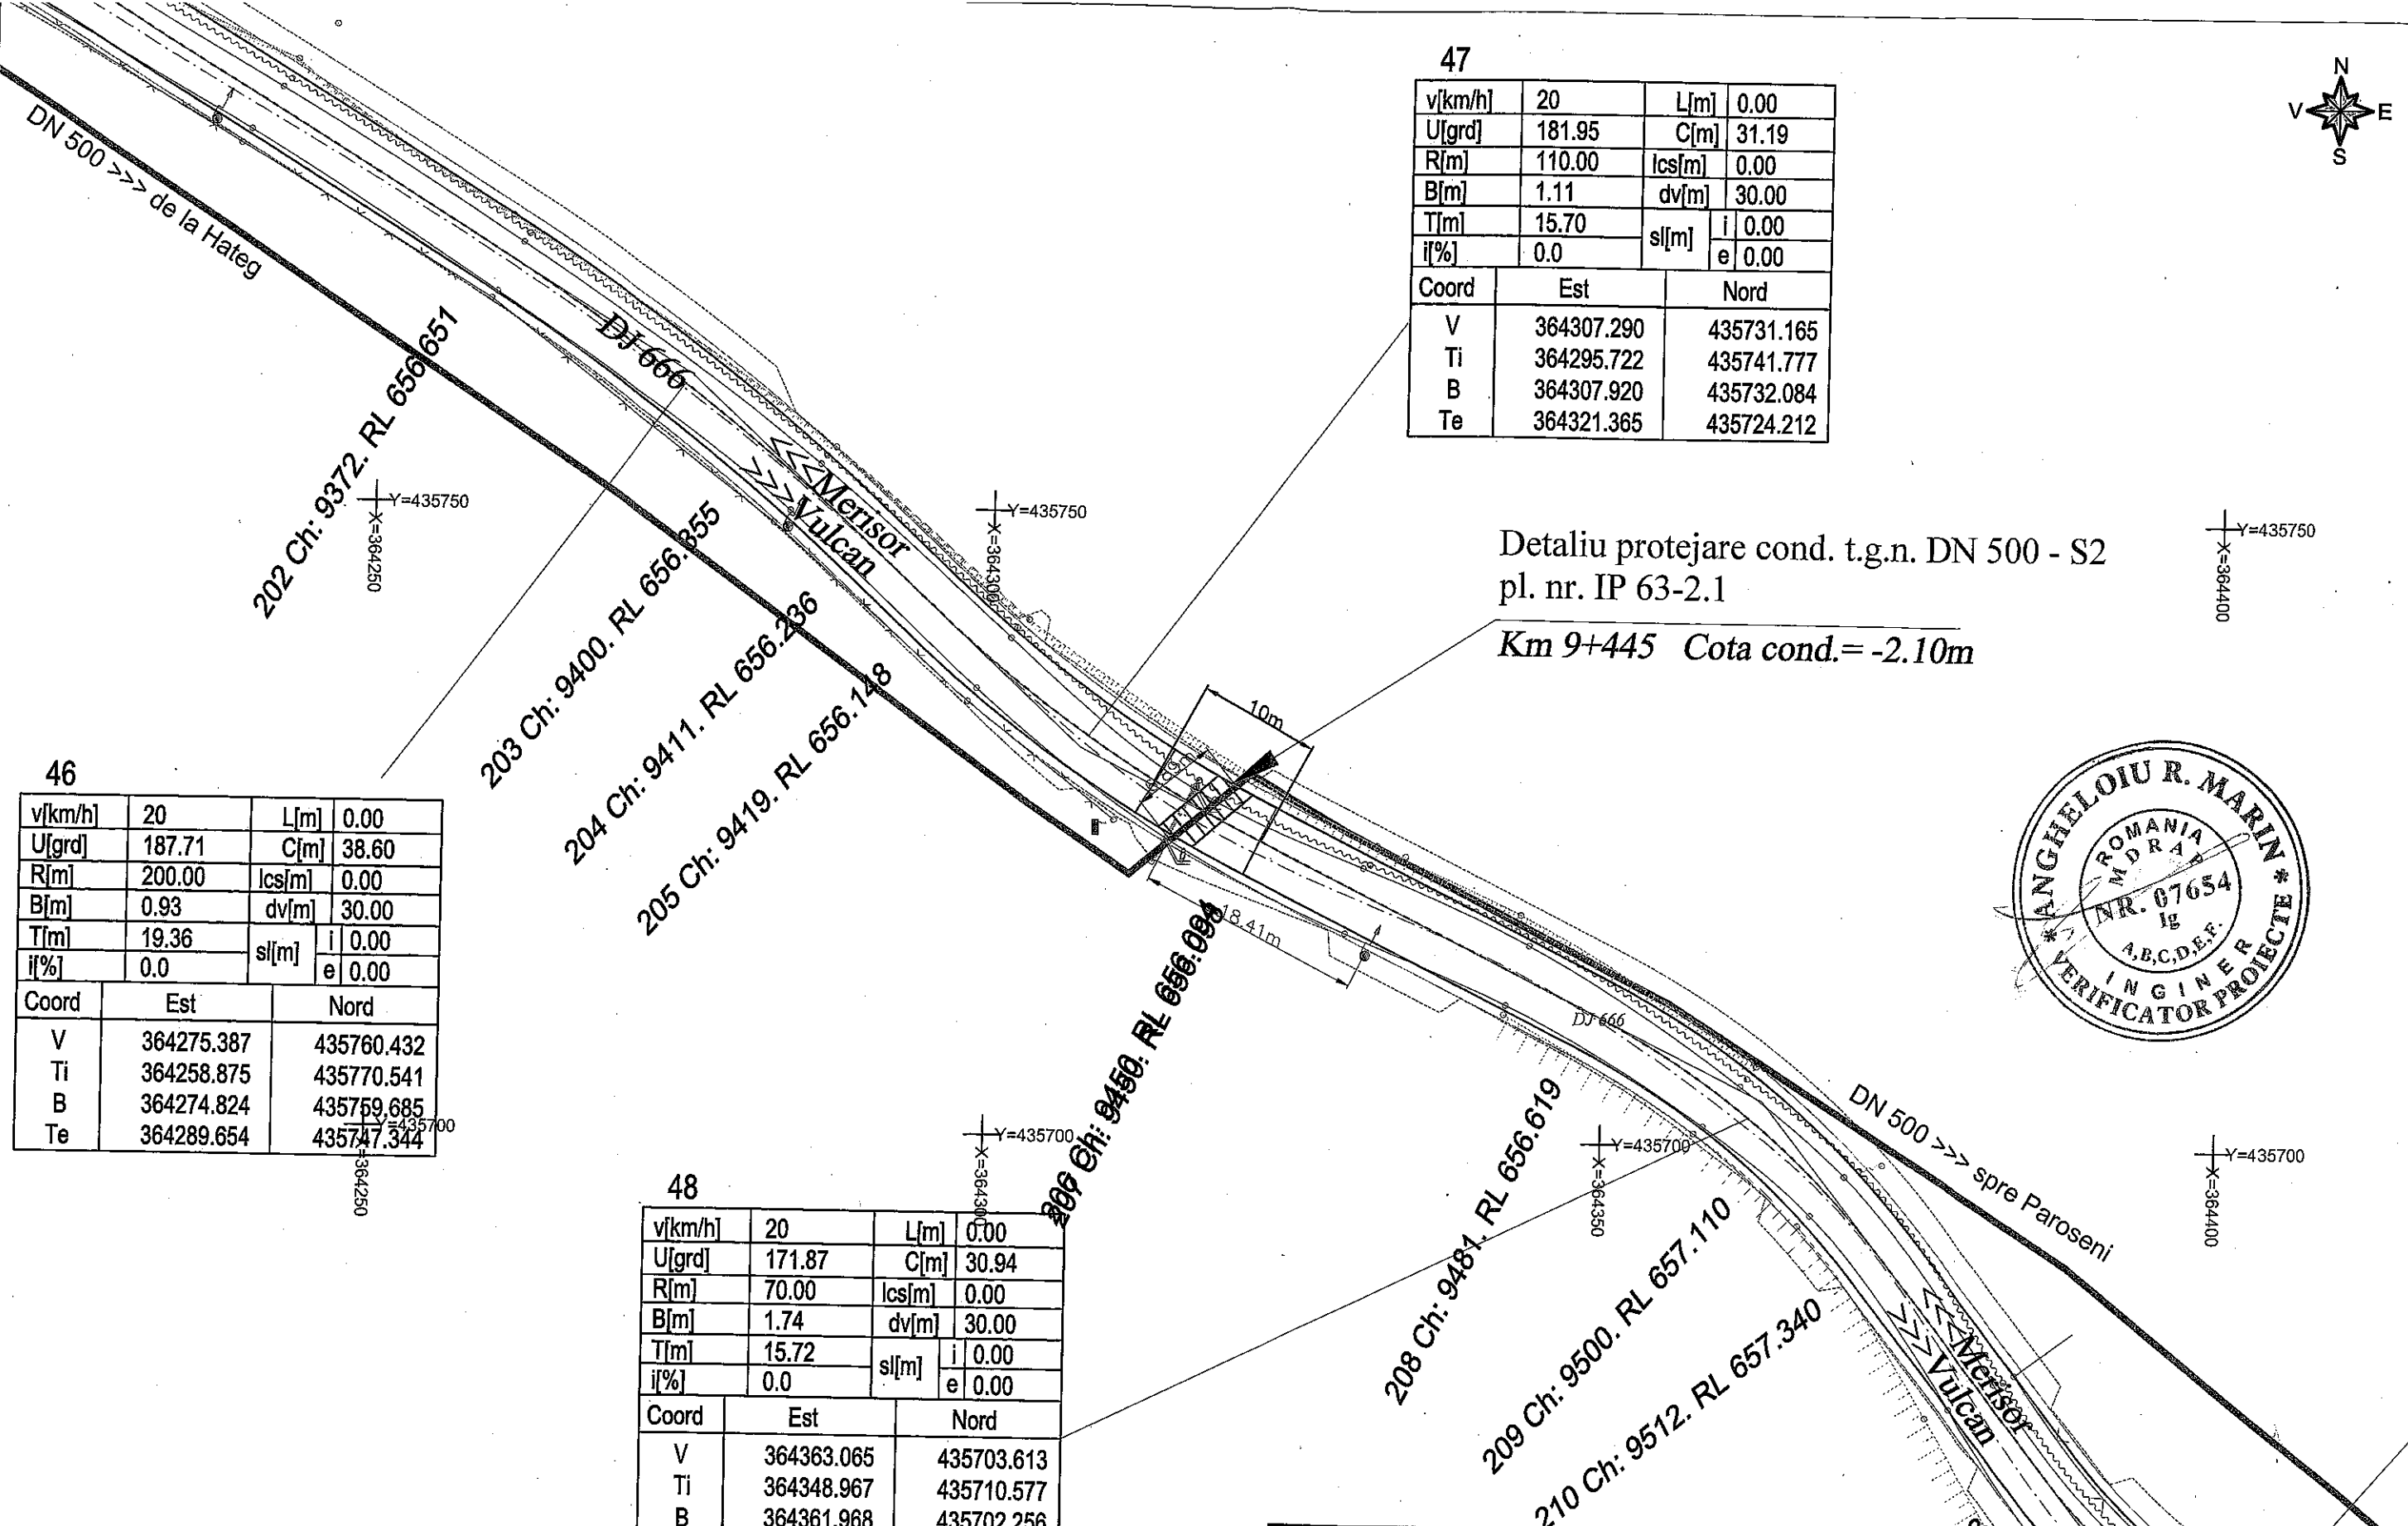 47
v[km/h] 20 L[m] 0.00
U[grd] 181.95 C[m] 31.19
R[m] 110.00 lcs[m] 0.00
B[m] 1.11 dv[m] 30.00
T[m] 15.70 sl[m] i 0.00
i[%] 0.0 e 0.00
Coord Est Nord
V 364307.290 435731.165
Ti 364295.722 435741.777
B 364307.920 435732.084
Te 364321.365 435724.212
N
V E
S
DN 500 >>> de la Hateg
DJ 666
<<< Merisor
>>> Vulcan
202 Ch: 9372. RL 656.651
203 Ch: 9400. RL 656.355
204 Ch: 9411. RL 656.236
205 Ch: 9419. RL 656.148
Y=435750
X=364250
Y=435750
X=364300
Y=435750
X=364400
Detaliu protejare cond. t.g.n. DN 500 - S2
pl. nr. IP 63-2.1
Km 9+445 Cota cond.= -2.10m
10m
18.41m
46
v[km/h] 20 L[m] 0.00
U[grd] 187.71 C[m] 38.60
R[m] 200.00 lcs[m] 0.00
B[m] 0.93 dv[m] 30.00
T[m] 19.36 sl[m] i 0.00
i[%] 0.0 e 0.00
Coord Est Nord
V 364275.387 435760.432
Ti 364258.875 435770.541
B 364274.824 435759.685
Te 364289.654 435747.344
Y=435700
X=364250
Y=435700
X=364300
Y=435700
X=364350
Y=435700
X=364400
ANGHELOIU R. MARIN
* VERIFICATOR PROIECTE *
ROMANIA
MDRAP
NR. 07654
Ig
A,B,C,D,E,F.
INGINER
DJ 666
DN 500 >>> spre Paroseni
208 Ch: 9481. RL 656.619
209 Ch: 9500. RL 657.110
210 Ch: 9512. RL 657.340
<<< Merisor
>>> Vulcan
48
v[km/h] 20 L[m] 0.00
U[grd] 171.87 C[m] 30.94
R[m] 70.00 lcs[m] 0.00
B[m] 1.74 dv[m] 30.00
T[m] 15.72 sl[m] i 0.00
i[%] 0.0 e 0.00
Coord Est Nord
V 364363.065 435703.613
Ti 364348.967 435710.577
B 364361.968 435702.256